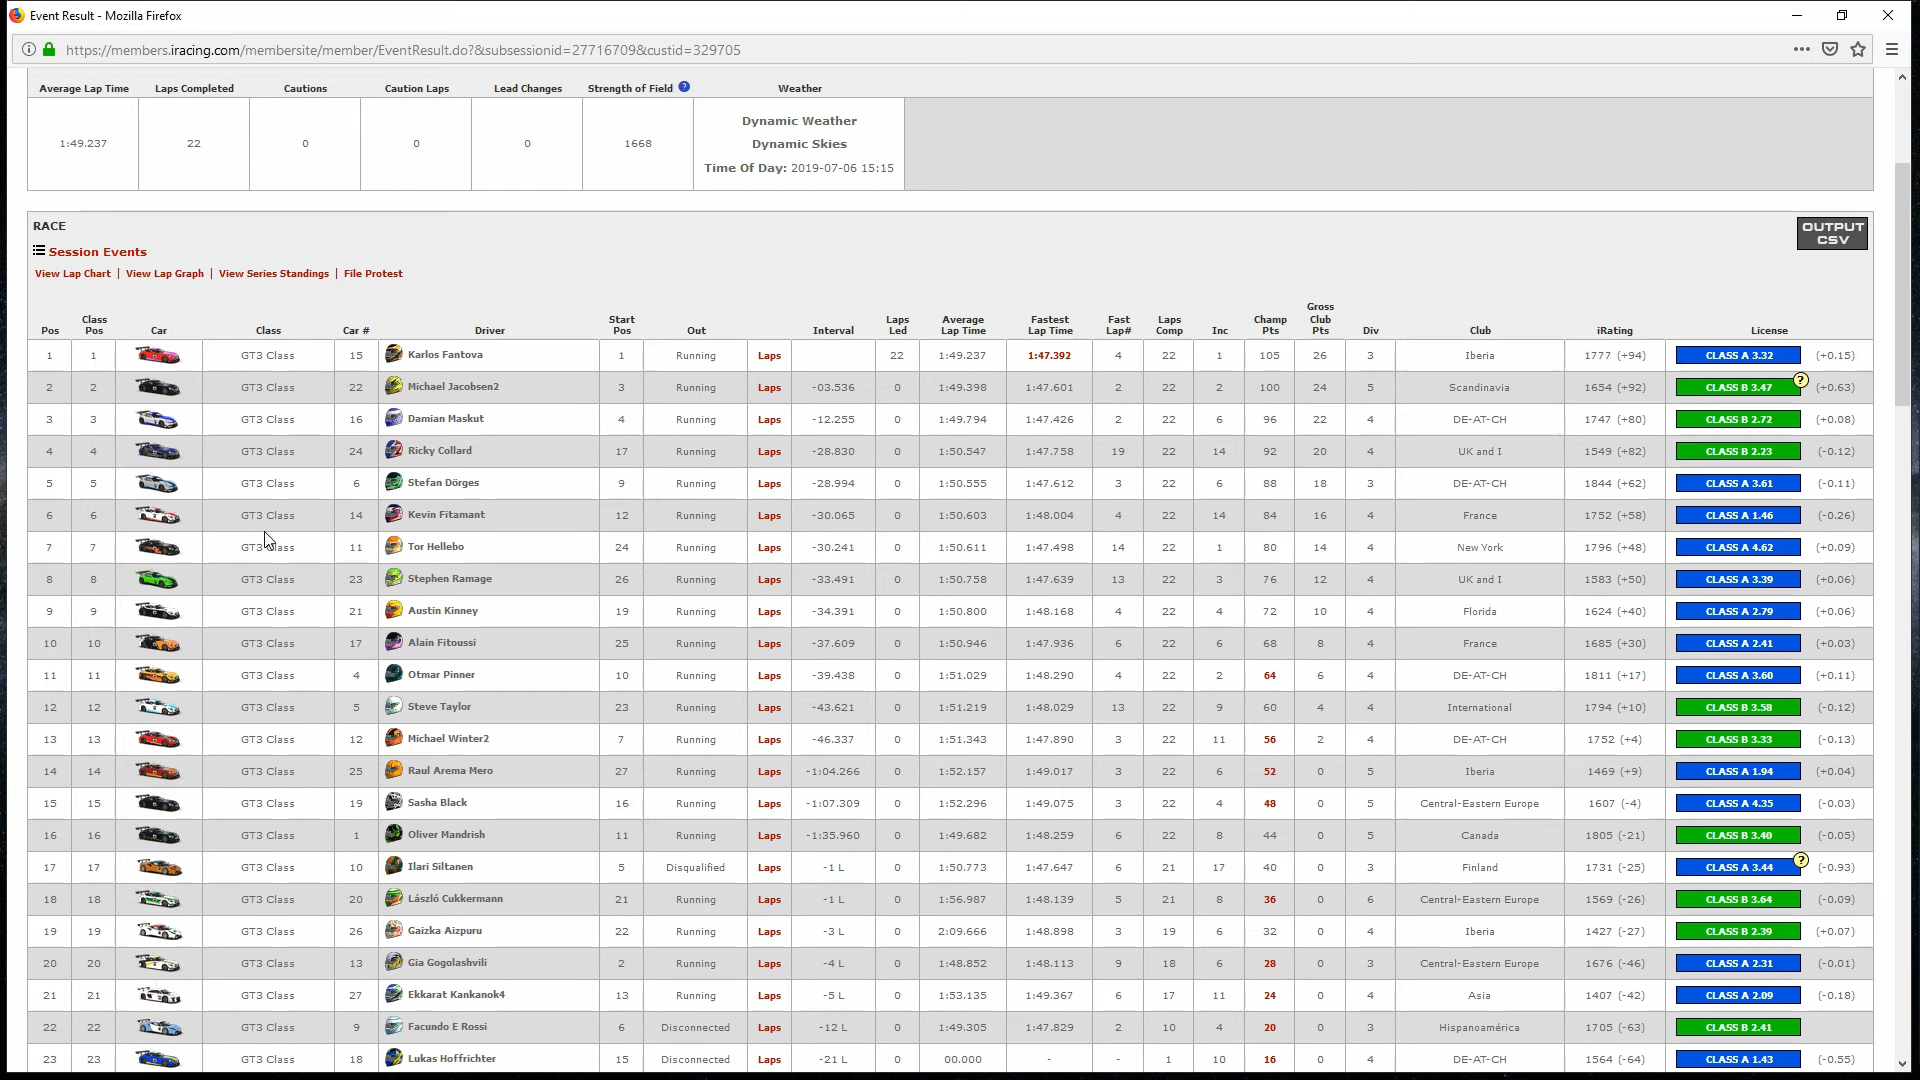 Event Result - Mozilla Firefox
https://members.iracing.com/membersite/member/EventResult.do?&subsessionid=27716709&custid=329705
Average Lap Time Laps Completed Cautions Caution Laps Lead Changes Strength of Field ? Weather
1:49.237 22 0 0 0 1668 Dynamic Weather
Dynamic Skies
Time Of Day: 2019-07-06 15:15
RACE
OUTPUT CSV
Session Events
View Lap Chart | View Lap Graph | View Series Standings | File Protest
Pos Class Pos Car Class Car # Driver Start Pos Out Interval Laps Led Average Lap Time Fastest Lap Time Fast Lap# Laps Comp Inc Champ Pts Gross Club Pts Div Club iRating License
1 1 GT3 Class 15 Karlos Fantova 1 Running Laps 22 1:49.237 1:47.392 4 22 1 105 26 3 Iberia 1777 (+94) CLASS A 3.32 (+0.15)
2 2 GT3 Class 22 Michael Jacobsen2 3 Running Laps -03.536 0 1:49.398 1:47.601 2 22 2 100 24 5 Scandinavia 1654 (+92) CLASS B 3.47 ? (+0.63)
3 3 GT3 Class 16 Damian Maskut 4 Running Laps -12.255 0 1:49.794 1:47.426 2 22 6 96 22 4 DE-AT-CH 1747 (+80) CLASS B 2.72 (+0.08)
4 4 GT3 Class 24 Ricky Collard 17 Running Laps -28.830 0 1:50.547 1:47.758 19 22 14 92 20 4 UK and I 1549 (+82) CLASS B 2.23 (-0.12)
5 5 GT3 Class 6 Stefan Dörges 9 Running Laps -28.994 0 1:50.555 1:47.612 3 22 6 88 18 3 DE-AT-CH 1844 (+62) CLASS A 3.61 (-0.11)
6 6 GT3 Class 14 Kevin Fitamant 12 Running Laps -30.065 0 1:50.603 1:48.004 4 22 14 84 16 4 France 1752 (+58) CLASS A 1.46 (-0.26)
7 7 GT3 Class 11 Tor Hellebo 24 Running Laps -30.241 0 1:50.611 1:47.498 14 22 1 80 14 4 New York 1796 (+48) CLASS A 4.62 (+0.09)
8 8 GT3 Class 23 Stephen Ramage 26 Running Laps -33.491 0 1:50.758 1:47.639 13 22 3 76 12 4 UK and I 1583 (+50) CLASS A 3.39 (+0.06)
9 9 GT3 Class 21 Austin Kinney 19 Running Laps -34.391 0 1:50.800 1:48.168 4 22 4 72 10 4 Florida 1624 (+40) CLASS A 2.79 (+0.06)
10 10 GT3 Class 17 Alain Fitoussi 25 Running Laps -37.609 0 1:50.946 1:47.936 6 22 6 68 8 4 France 1685 (+30) CLASS A 2.41 (+0.03)
11 11 GT3 Class 4 Otmar Pinner 10 Running Laps -39.438 0 1:51.029 1:48.290 4 22 2 64 6 4 DE-AT-CH 1811 (+17) CLASS A 3.60 (+0.11)
12 12 GT3 Class 5 Steve Taylor 23 Running Laps -43.621 0 1:51.219 1:48.029 13 22 9 60 4 4 International 1794 (+10) CLASS B 3.58 (-0.12)
13 13 GT3 Class 12 Michael Winter2 7 Running Laps -46.337 0 1:51.343 1:47.890 3 22 11 56 2 4 DE-AT-CH 1752 (+4) CLASS B 3.33 (-0.13)
14 14 GT3 Class 25 Raul Arema Mero 27 Running Laps -1:04.266 0 1:52.157 1:49.017 3 22 6 52 0 5 Iberia 1469 (+9) CLASS A 1.94 (+0.04)
15 15 GT3 Class 19 Sasha Black 16 Running Laps -1:07.309 0 1:52.296 1:49.075 3 22 4 48 0 5 Central-Eastern Europe 1607 (-4) CLASS A 4.35 (-0.03)
16 16 GT3 Class 1 Oliver Mandrish 11 Running Laps -1:35.960 0 1:49.682 1:48.259 6 22 8 44 0 5 Canada 1805 (-21) CLASS B 3.40 (-0.05)
17 17 GT3 Class 10 Ilari Siltanen 5 Disqualified Laps -1 L 0 1:50.773 1:47.647 6 21 17 40 0 3 Finland 1731 (-25) CLASS A 3.44 ? (-0.93)
18 18 GT3 Class 20 László Cukkermann 21 Running Laps -1 L 0 1:56.987 1:48.139 5 21 8 36 0 6 Central-Eastern Europe 1569 (-26) CLASS B 3.64 (-0.09)
19 19 GT3 Class 26 Gaizka Aizpuru 22 Running Laps -3 L 0 2:09.666 1:48.898 3 19 6 32 0 4 Iberia 1427 (-27) CLASS B 2.39 (+0.07)
20 20 GT3 Class 13 Gia Gogolashvili 2 Running Laps -4 L 0 1:48.852 1:48.113 9 18 6 28 0 3 Central-Eastern Europe 1676 (-46) CLASS A 2.31 (-0.01)
21 21 GT3 Class 27 Ekkarat Kankanok4 13 Running Laps -5 L 0 1:53.135 1:49.367 6 17 11 24 0 4 Asia 1407 (-42) CLASS A 2.09 (-0.18)
22 22 GT3 Class 9 Facundo E Rossi 6 Disconnected Laps -12 L 0 1:49.305 1:47.829 2 10 4 20 0 3 Hispanoamérica 1705 (-63) CLASS B 2.41
23 23 GT3 Class 18 Lukas Hoffrichter 15 Disconnected Laps -21 L 0 00.000 - - 1 10 16 0 4 DE-AT-CH 1564 (-64) CLASS A 1.43 (-0.55)